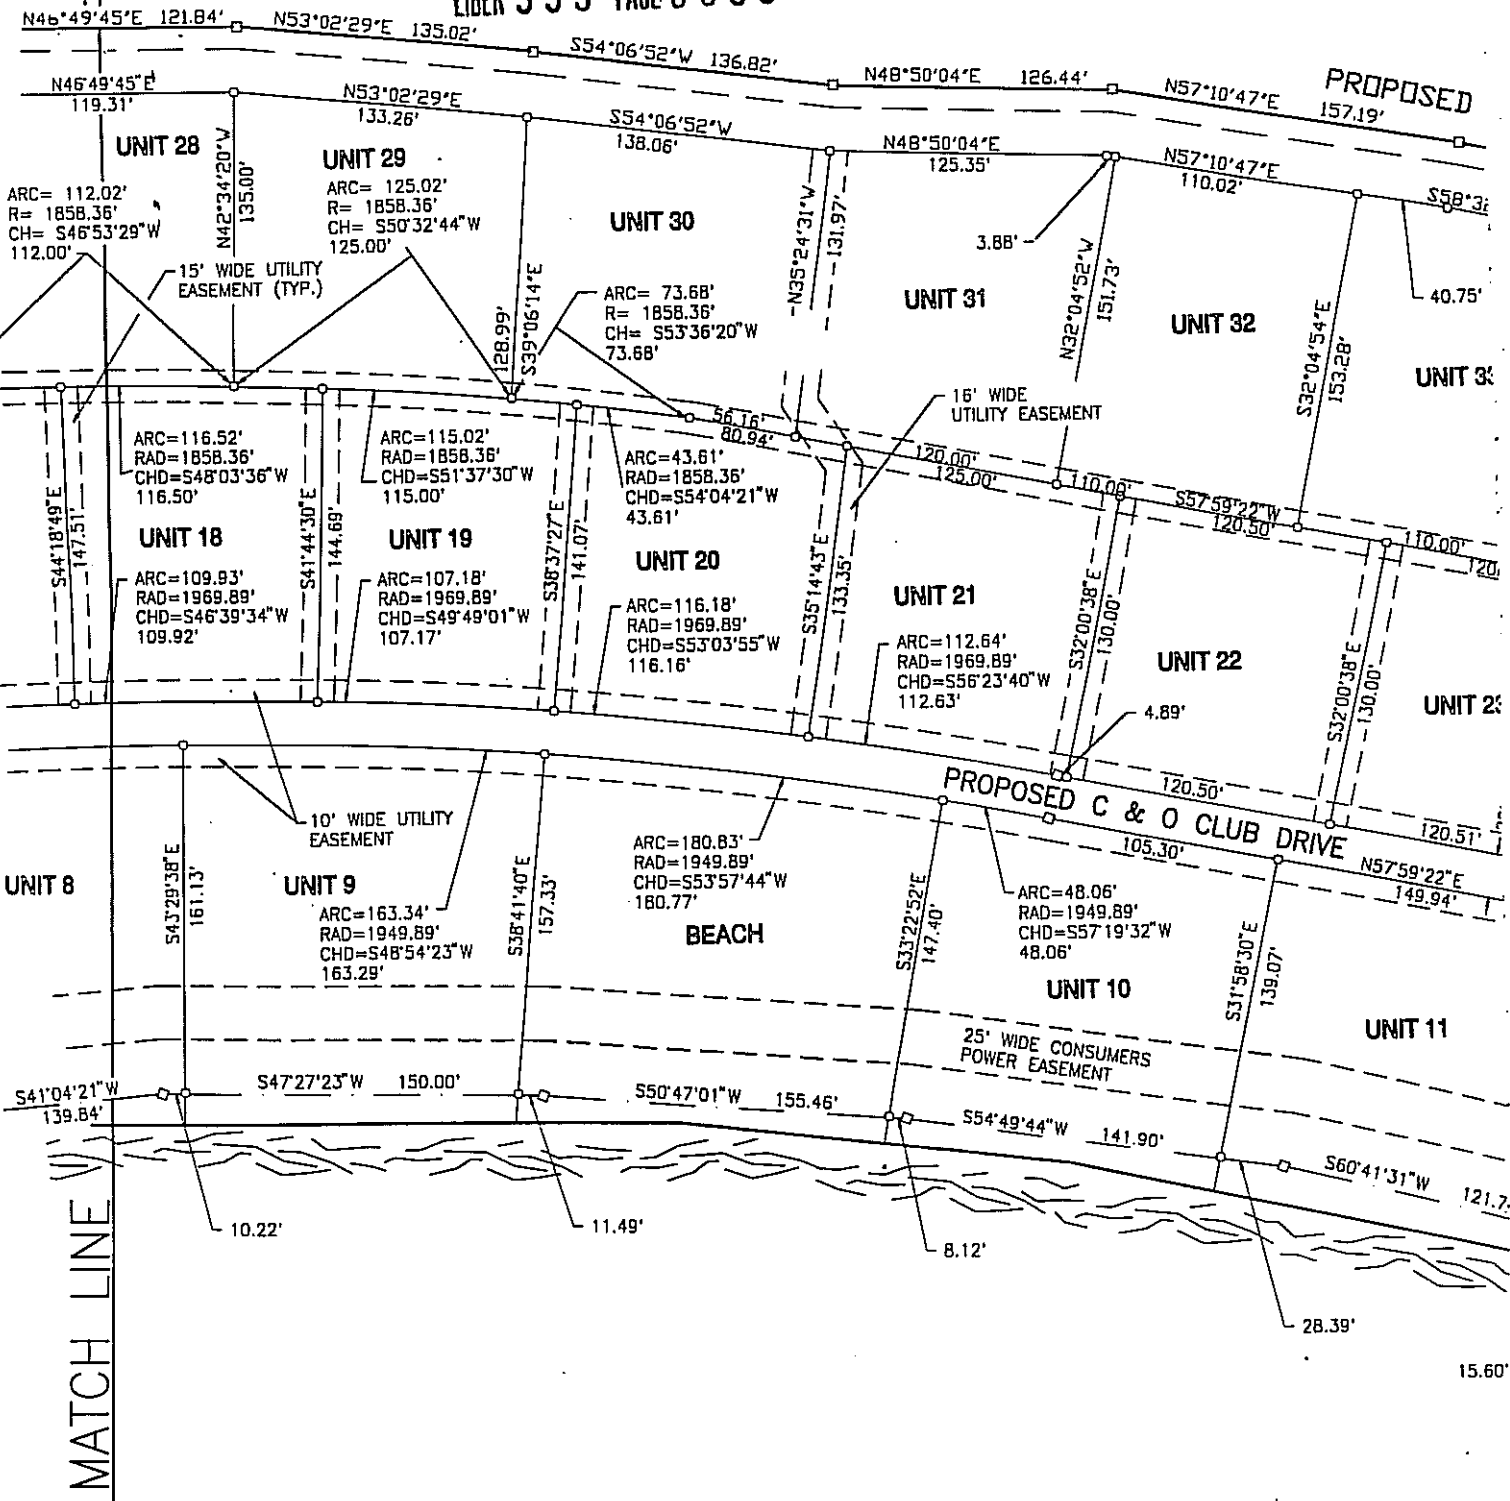 N46°49'45"E 121.84'
N53°02'29"E 135.02'
S54°06'52"W 136.82'
N48°50'04"E 126.44'
N57°10'47"E
157.19'
PROPOSED
N46°49'45"E
119.31'
N53°02'29"E
133.26'
S54°06'52"W
138.06'
N48°50'04"E
125.35'
N57°10'47"E
110.02'
UNIT 28
N42°34'20"W
135.00'
UNIT 29
ARC= 112.02'
R= 1858.36'
CH= S46°53'29"W
112.00'
ARC= 125.02'
R= 1858.36'
CH= S50°32'44"W
125.00'
15' WIDE UTILITY
EASEMENT (TYP.)
128.99'
S39°06'14"E
UNIT 30
ARC= 73.68'
R= 1858.36'
CH= S53°36'20"W
73.68'
N35°24'31"W
131.97'
3.88'
UNIT 31
N32°04'52"W
151.73'
UNIT 32
S32°04'54"E
153.28'
40.75'
UNIT
16' WIDE
UTILITY EASEMENT
56.16'
80.94'
120.00'
125.00'
110.00'
S57°59'22"W
120.50'
110.00'
120.
S44°18'49"E
147.51'
ARC=116.52'
RAD=1858.36'
CHD=S48°03'36"W
116.50'
UNIT 18
ARC=109.93'
RAD=1969.89'
CHD=S46°39'34"W
109.92'
S41°44'30"E
144.69'
ARC=115.02'
RAD=1858.36'
CHD=S51°37'30"W
115.00'
UNIT 19
ARC=107.18'
RAD=1969.89'
CHD=S49°49'01"W
107.17'
S38°37'27"E
141.07'
ARC=43.61'
RAD=1858.36'
CHD=S54°04'21"W
43.61'
UNIT 20
ARC=116.18'
RAD=1969.89'
CHD=S53°03'55"W
116.16'
S35°14'43"E
133.35'
UNIT 21
ARC=112.64'
RAD=1969.89'
CHD=S56°23'40"W
112.63'
S32°00'38"E
130.00'
UNIT 22
4.89'
S32°00'38"E
130.00'
UNIT
120.50'
PROPOSED C & O CLUB DRIVE
120.51'
105.30'
N57°59'22"E
149.94'
10' WIDE UTILITY
EASEMENT
UNIT 8
S43°29'38"E
161.13'
UNIT 9
ARC=163.34'
RAD=1949.89'
CHD=S48°54'23"W
163.29'
S38°41'40"E
157.33'
ARC=180.83'
RAD=1949.89'
CHD=S53°57'44"W
180.77'
BEACH
S33°22'52"E
147.40'
ARC=48.06'
RAD=1949.89'
CHD=S57°19'32"W
48.06'
UNIT 10
S31°58'30"E
139.07'
UNIT 11
25' WIDE CONSUMERS
POWER EASEMENT
S41°04'21"W
139.84'
S47°27'23"W 150.00'
S50°47'01"W 155.46'
S54°49'44"W 141.90'
S60°41'31"W
121.7
10.22'
11.49'
8.12'
28.39'
15.60'
MATCH LINE